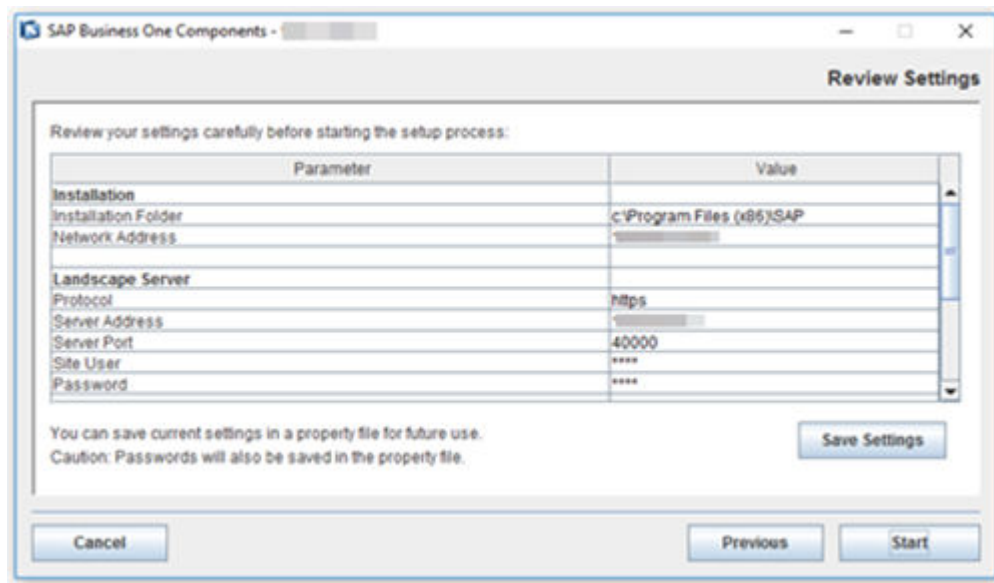 SAP Business One Components -
Review Settings
Review your settings carefully before starting the setup process:
Parameter Value
Installation
Installation Folder c:\Program Files (x86)\SAP
Network Address
Landscape Server
Protocol https
Server Address
Server Port 40000
Site User ****
Password ****
You can save current settings in a property file for future use.
Save Settings
Caution: Passwords will also be saved in the property file.
Cancel Previous Start